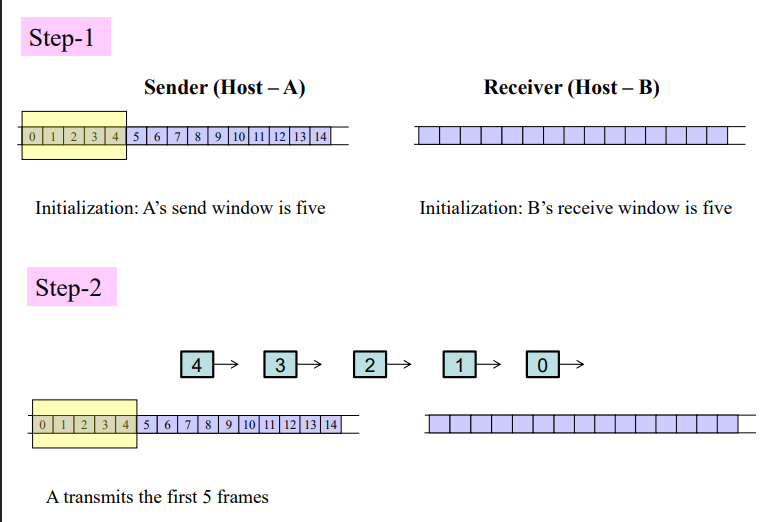 Step-1
Sender (Host – A)
Receiver (Host – B)
0 1 2 3 4 5 6 7 8 9 10 11 12 13 14
Initialization: A’s send window is five
Initialization: B’s receive window is five
Step-2
4 3 2 1 0
0 1 2 3 4 5 6 7 8 9 10 11 12 13 14
A transmits the first 5 frames